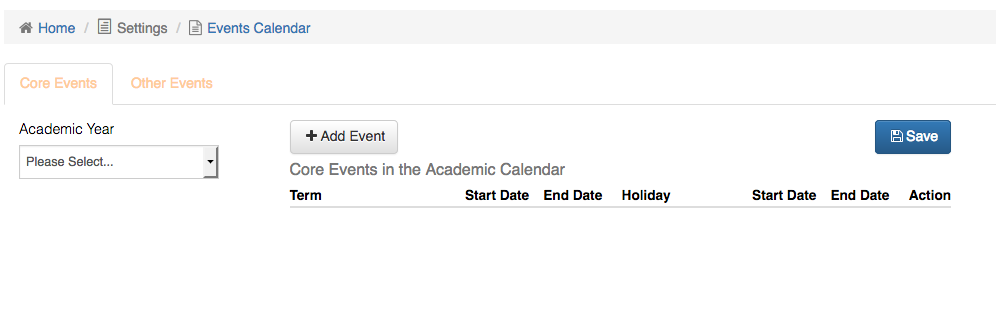 Home / Settings / Events Calendar
Core Events Other Events
Academic Year
Please Select...
+ Add Event
Save
Core Events in the Academic Calendar
Term Start Date End Date Holiday Start Date End Date Action